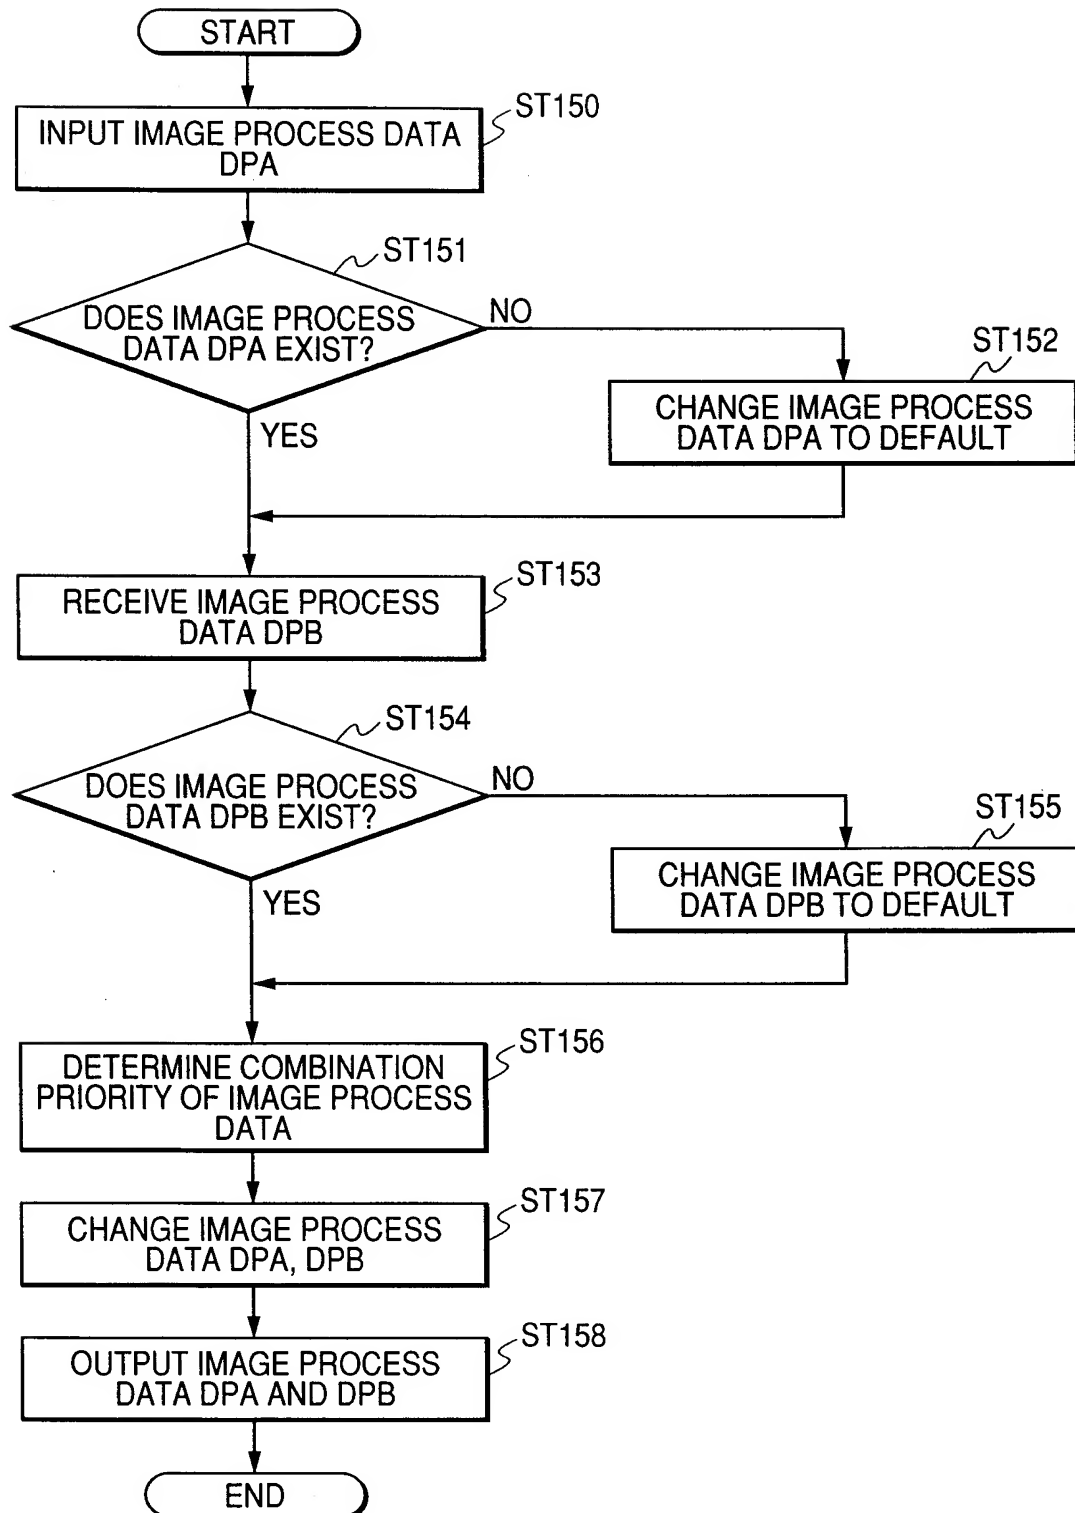 START
ST150
INPUT IMAGE PROCESS DATA
DPA
ST151
DOES IMAGE PROCESS
DATA DPA EXIST?
NO
YES
ST152
CHANGE IMAGE PROCESS
DATA DPA TO DEFAULT
ST153
RECEIVE IMAGE PROCESS
DATA DPB
ST154
DOES IMAGE PROCESS
DATA DPB EXIST?
NO
YES
ST155
CHANGE IMAGE PROCESS
DATA DPB TO DEFAULT
ST156
DETERMINE COMBINATION
PRIORITY OF IMAGE PROCESS
DATA
ST157
CHANGE IMAGE PROCESS
DATA DPA, DPB
ST158
OUTPUT IMAGE PROCESS
DATA DPA AND DPB
END